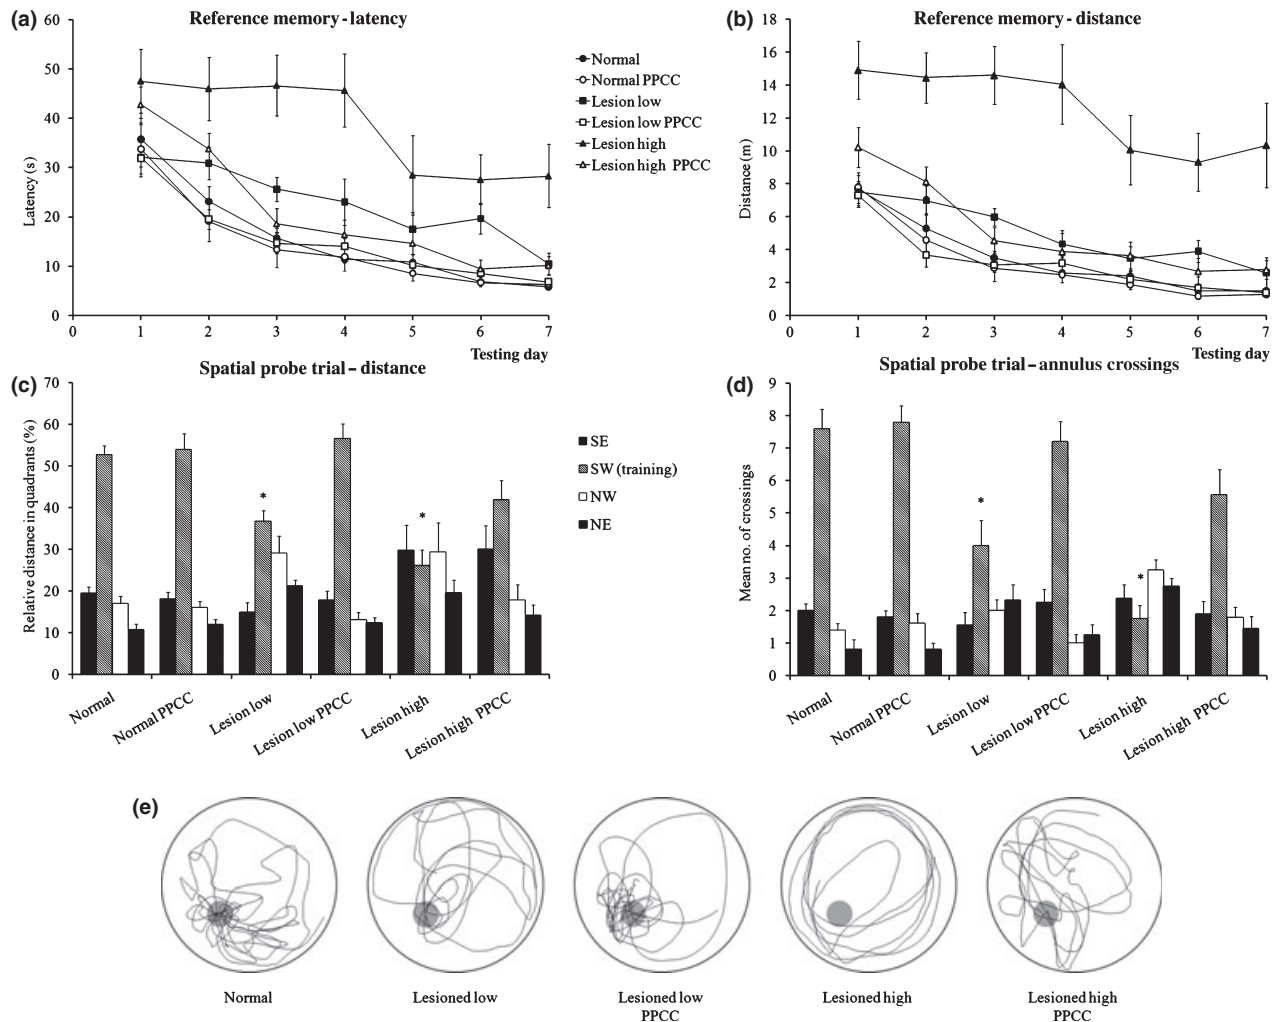 (a)
Reference memory - latency
60
50
40
30
20
10
0
Latency (s)
0 1 2 3 4 5 6 7
Testing day
Normal
Normal PPCC
Lesion low
Lesion low PPCC
Lesion high
Lesion high PPCC
(b)
Reference memory - distance
18
16
14
12
10
8
6
4
2
0
Distance (m)
0 1 2 3 4 5 6 7
Testing day
(c)
Spatial probe trial – distance
70
60
50
40
30
20
10
0
Relative distance in quadrants (%)
*
*
Normal
Normal PPCC
Lesion low
Lesion low PPCC
Lesion high
Lesion high PPCC
SE
SW (training)
NW
NE
(d)
Spatial probe trial – annulus crossings
9
8
7
6
5
4
3
2
1
0
Mean no. of crossings
*
*
Normal
Normal PPCC
Lesion low
Lesion low PPCC
Lesion high
Lesion high PPCC
(e)
Normal
Lesioned low
Lesioned low
PPCC
Lesioned high
Lesioned high
PPCC